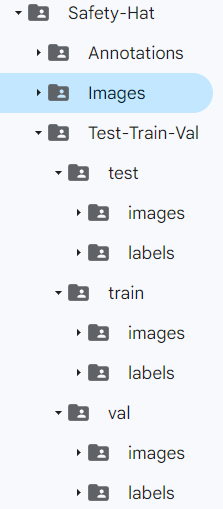 Safety-Hat
Annotations
Images
Test-Train-Val
test
images
labels
train
images
labels
val
images
labels